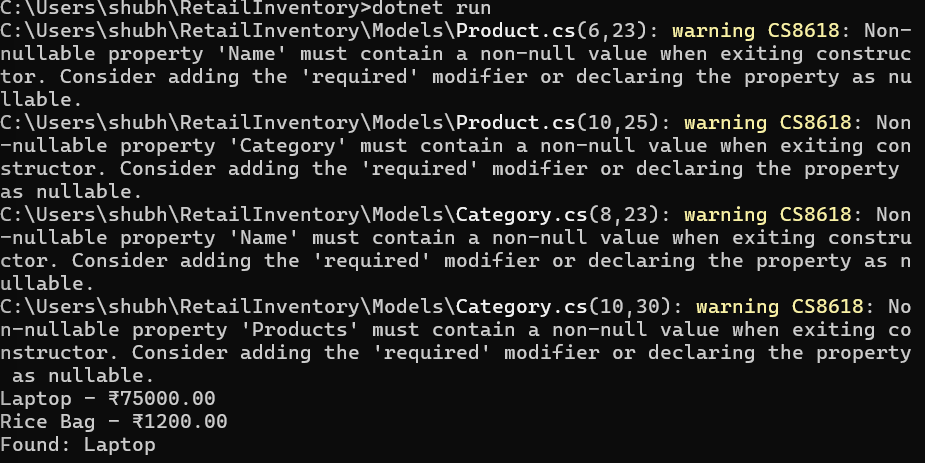 C:\Users\shubh\RetailInventory>dotnet run
C:\Users\shubh\RetailInventory\Models\Product.cs(6,23): warning CS8618: Non-
nullable property 'Name' must contain a non-null value when exiting construc
tor. Consider adding the 'required' modifier or declaring the property as nu
llable.
C:\Users\shubh\RetailInventory\Models\Product.cs(10,25): warning CS8618: Non
-nullable property 'Category' must contain a non-null value when exiting con
structor. Consider adding the 'required' modifier or declaring the property
as nullable.
C:\Users\shubh\RetailInventory\Models\Category.cs(8,23): warning CS8618: Non
-nullable property 'Name' must contain a non-null value when exiting constru
ctor. Consider adding the 'required' modifier or declaring the property as n
ullable.
C:\Users\shubh\RetailInventory\Models\Category.cs(10,30): warning CS8618: No
n-nullable property 'Products' must contain a non-null value when exiting co
nstructor. Consider adding the 'required' modifier or declaring the property
 as nullable.
Laptop - ₹75000.00
Rice Bag - ₹1200.00
Found: Laptop